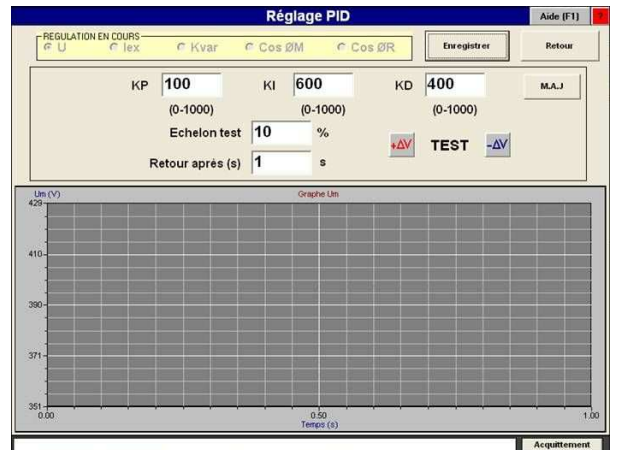 Réglage PID
Aide (F1)
?
REGULATION EN COURS
U Iex Kvar Cos ØM Cos ØR
Enregistrer
Retour
KP 100 KI 600 KD 400
M.A.J
(0-1000) (0-1000) (0-1000)
Echelon test 10 %
+ΔV TEST -ΔV
Retour après (s) 1 s
Um (V)
Graphe Um
429
410
390
371
351
0.00 0.50 1.00
Temps (s)
Acquittement